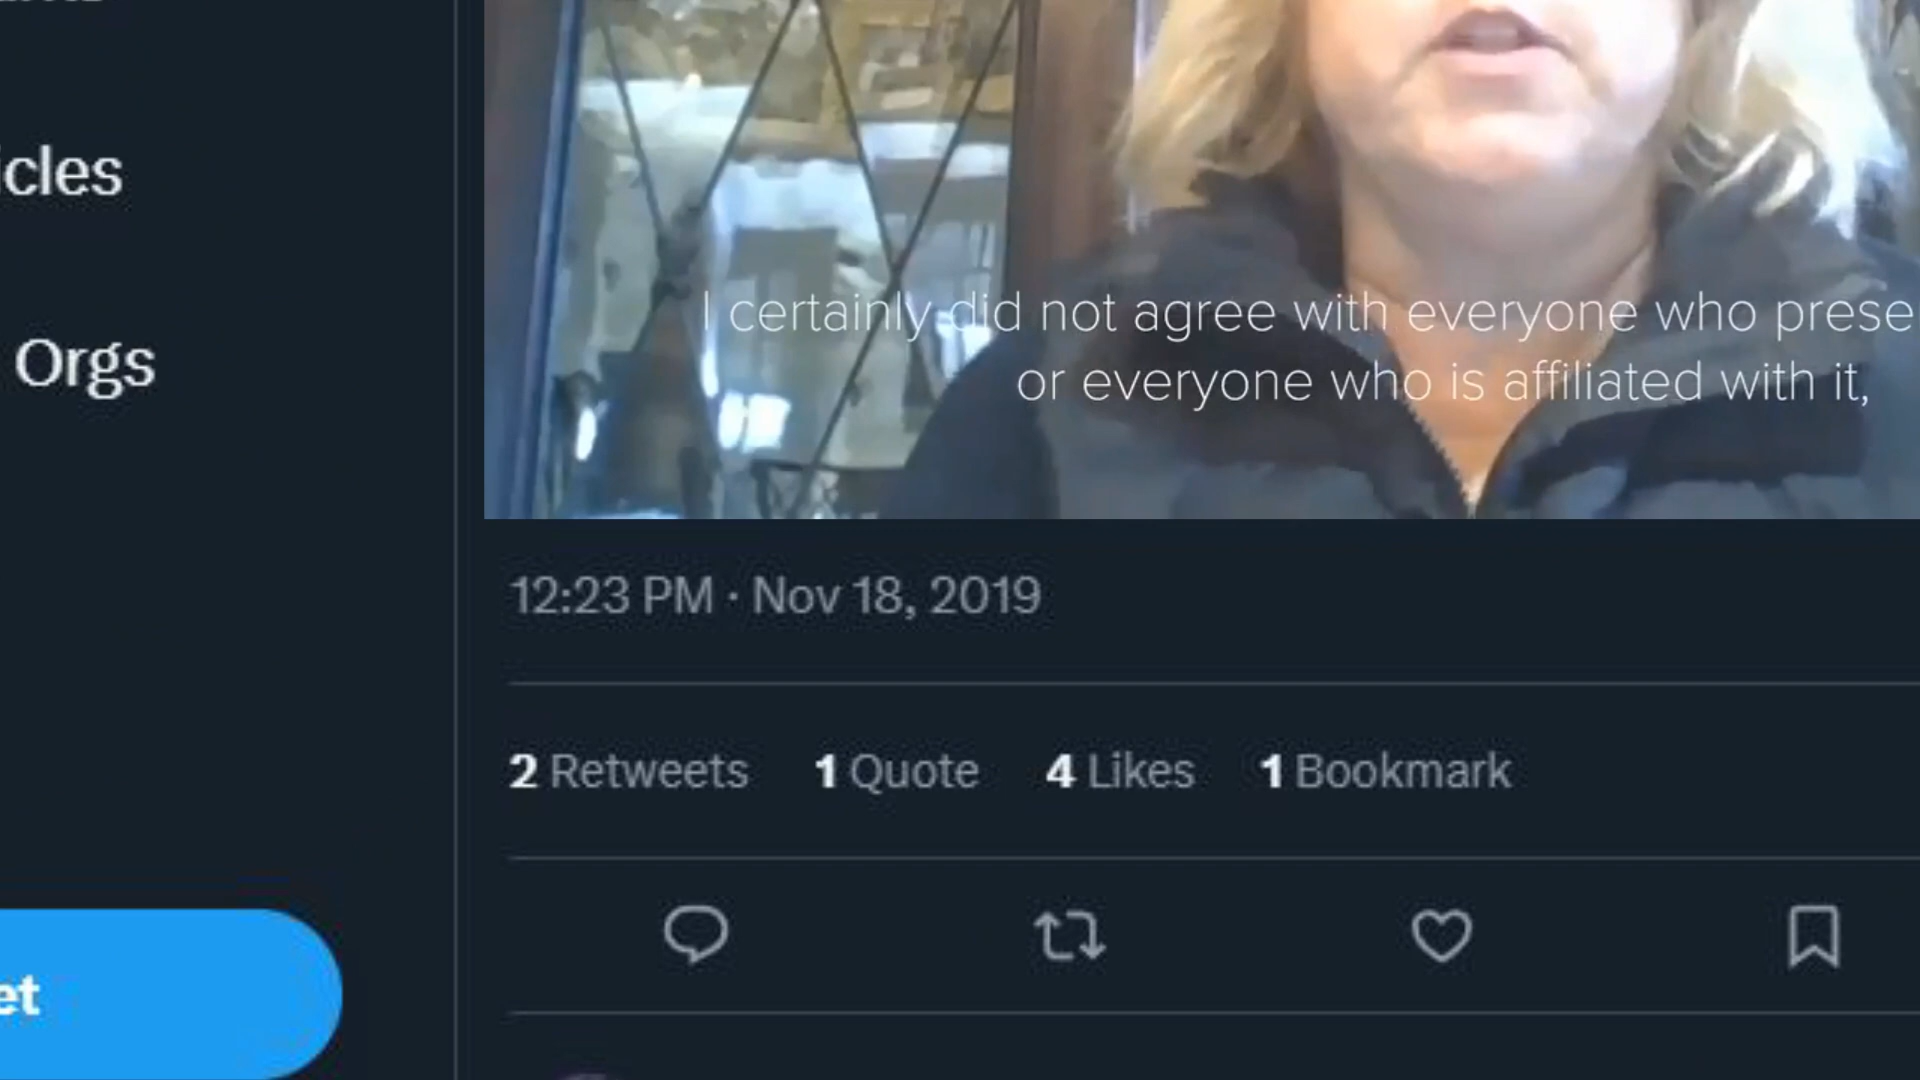 icles
Orgs
I certainly did not agree with everyone who prese
or everyone who is affiliated with it,
12:23 PM · Nov 18, 2019
2 Retweets 1 Quote 4 Likes 1 Bookmark
et